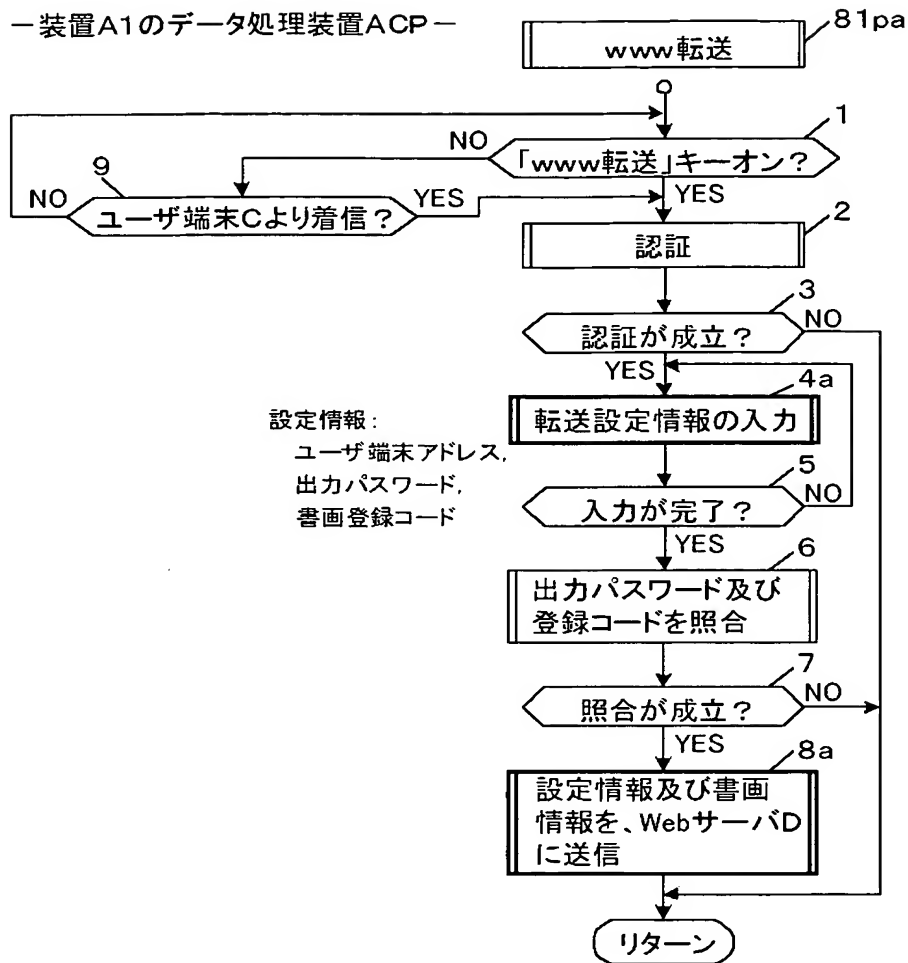 －装置A1のデータ処理装置ACP－
81pa
www転送
1
NO
「www転送」キーオン？
9
NO
ユーザ端末Cより着信？
YES
YES
2
認証
3
認証が成立？
NO
YES
4a
転送設定情報の入力
設定情報：
ユーザ端末アドレス，
出力パスワード，
書画登録コード
5
入力が完了？
NO
YES
6
出力パスワード及び
登録コードを照合
7
照合が成立？
NO
YES
8a
設定情報及び書画
情報を、WebサーバD
に送信
リターン